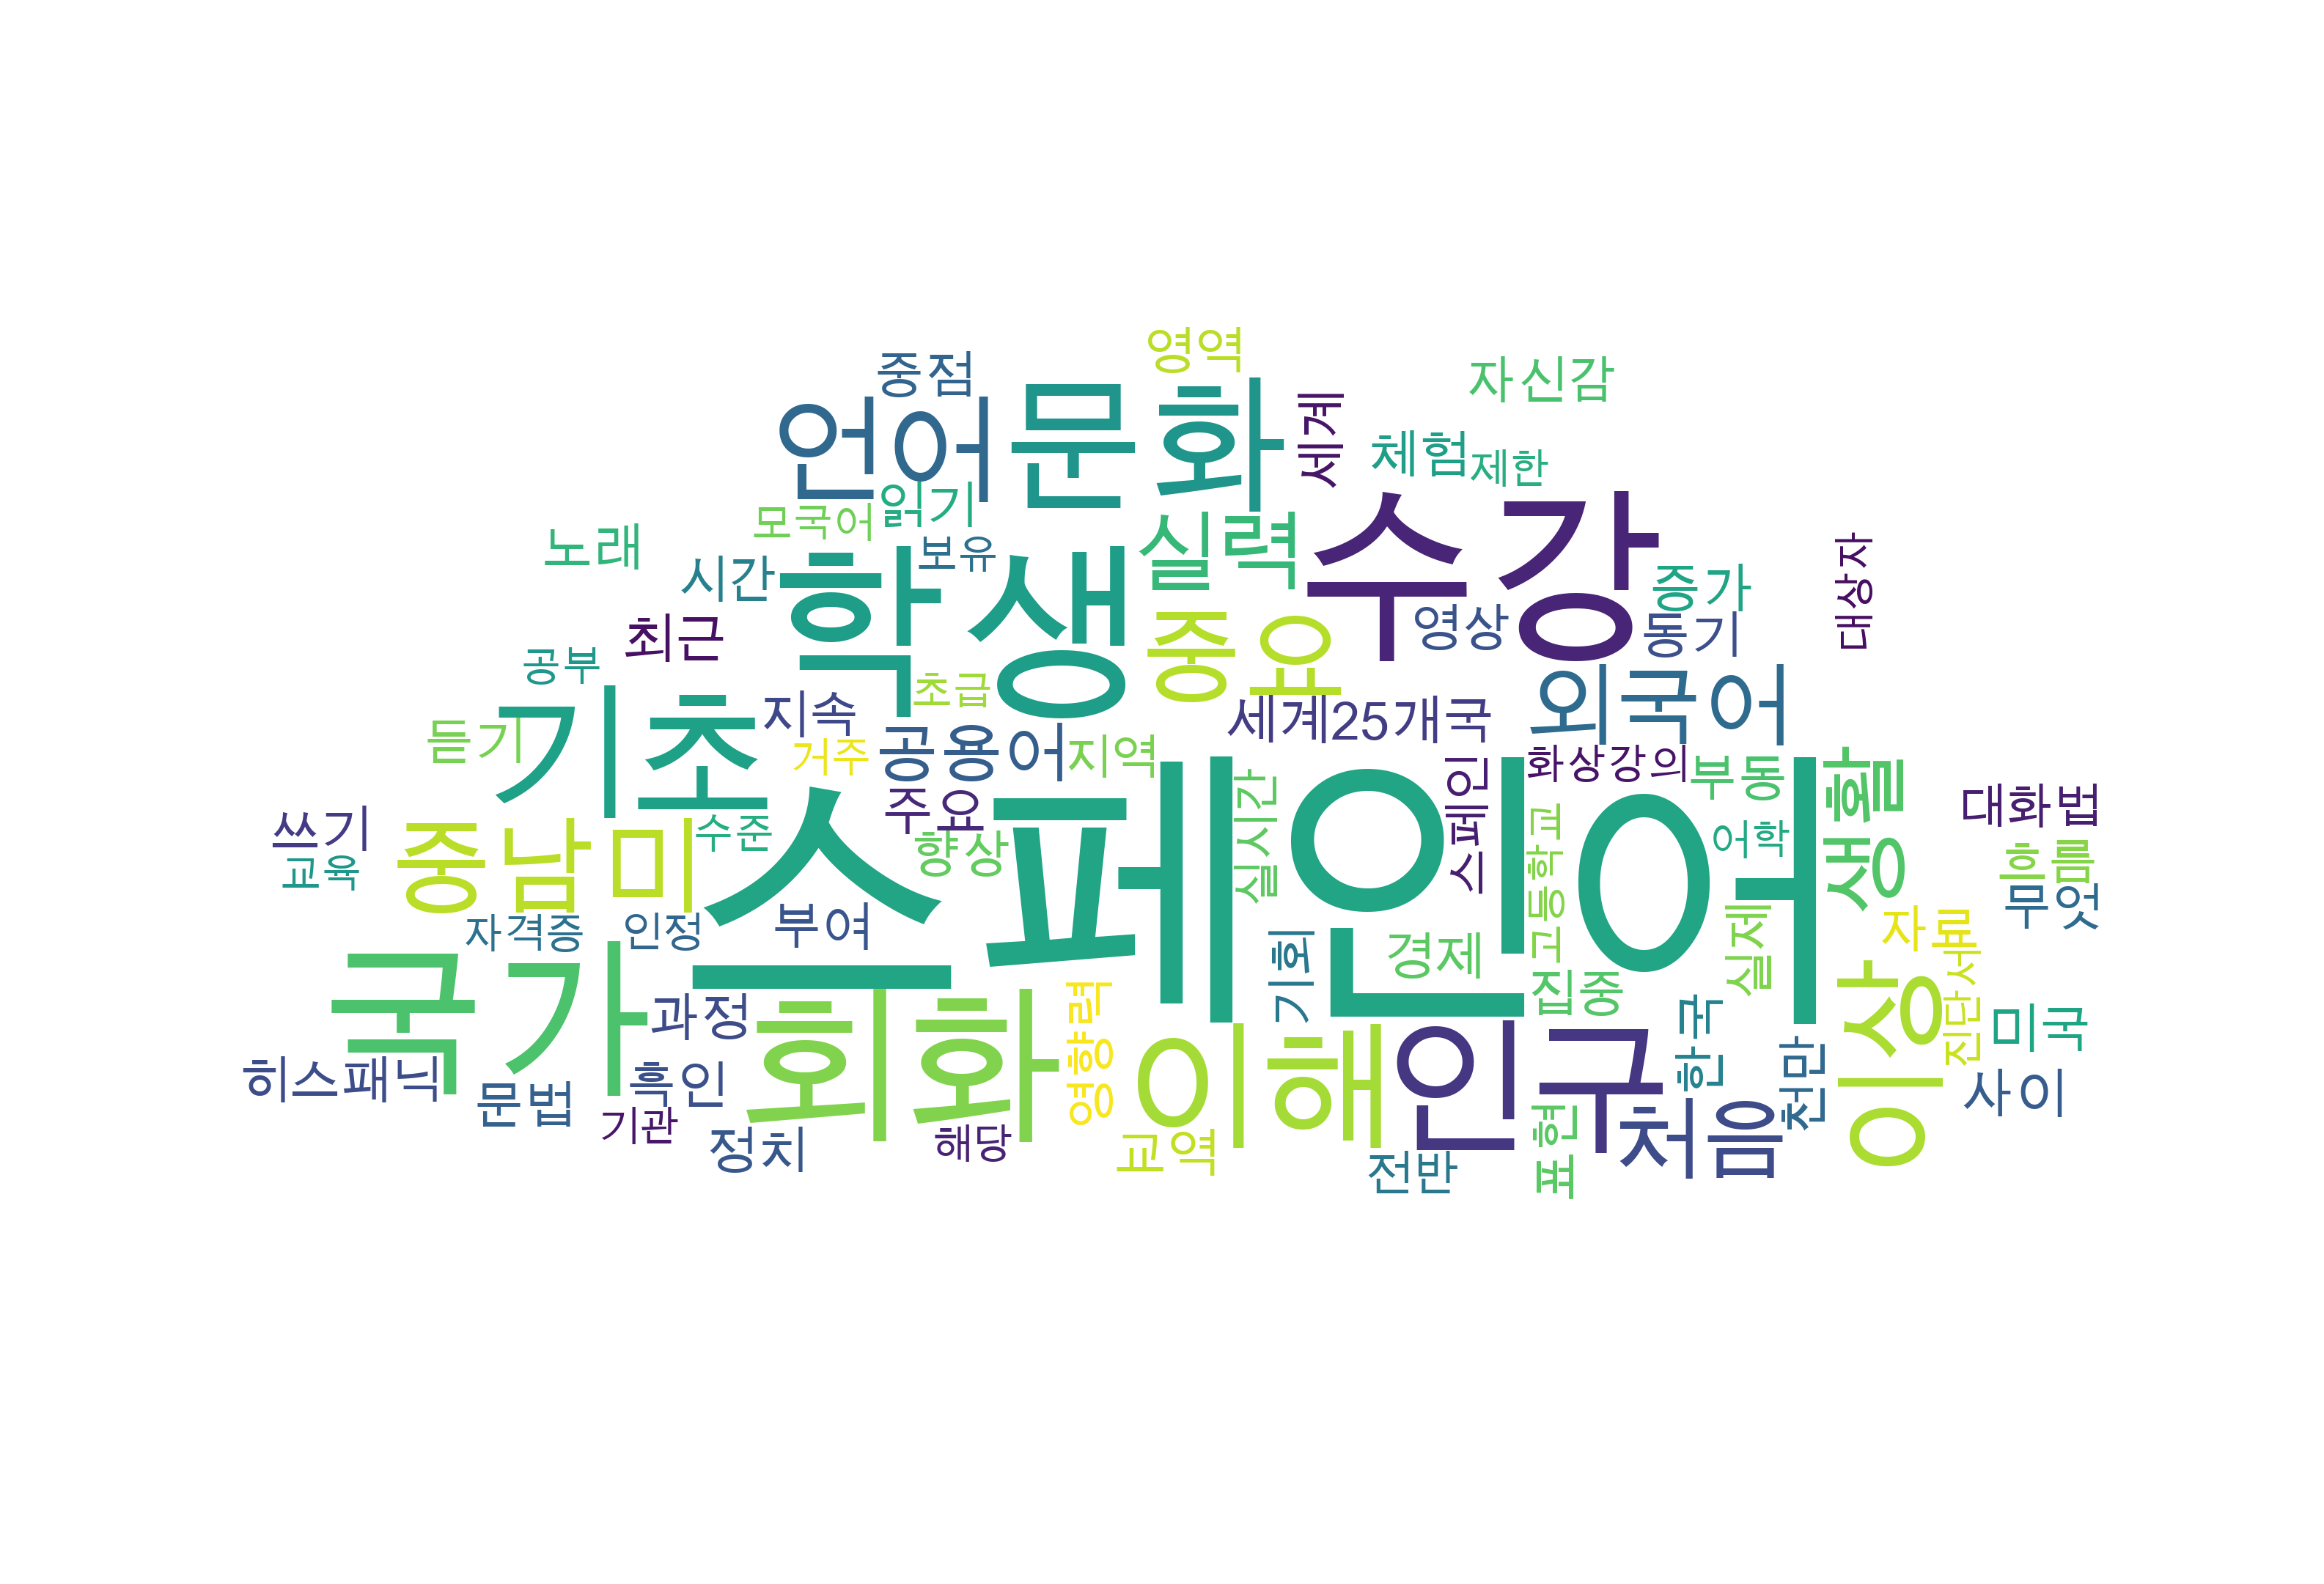 영역
중점
자신감
언어
문화
세계
체험
제한
읽기
모국어
노래
보유
시간
학생
실력
수강
증가
대상자
최근
중요
영상
동기
공부
초급
외국어
듣기
기초
지속
세계25개국
거주
공용어
지역
화상강의
부동
생활
쓰기
교육
중남미
수준
주요
향상
스페인어
실시간
스페인
고등학교
어학
대화법
흐름
무엇
자격증
인정
부여
경제
실제
자료
국가
과정
회화
영향력
기회
집중
한국
이상
진단서
미국
히스패닉
문법
흑인
기관
정치
해당
이해
교역
인구
전반
표현
처음
천만
사이